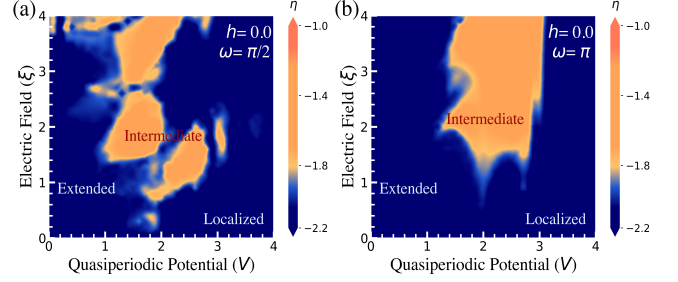 (a)
h= 0.0
ω= π/2
Intermediate
Extended
Localized
4
3
2
1
0
0 1 2 3 4
Electric Field (ξ)
Quasiperiodic Potential (V)
η
−1.0
−1.4
−1.8
−2.2
(b)
h= 0.0
ω= π
Intermediate
Extended
Localized
4
3
2
1
0
0 1 2 3 4
Electric Field (ξ)
Quasiperiodic Potential (V)
η
−1.0
−1.4
−1.8
−2.2